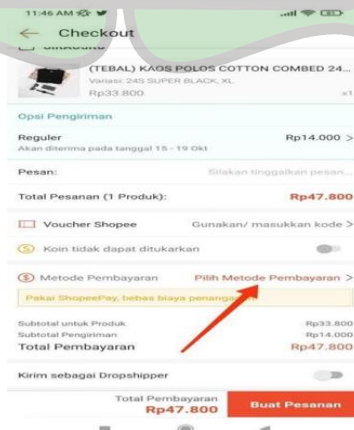 11:46 AM
Checkout
(TEBAL) KAOS POLOS COTTON COMBED 24...
Variasi: 24S SUPER BLACK, XL
Rp33.800 x1
Opsi Pengiriman
Reguler Rp14.000 >
Akan diterima pada tanggal 15 - 19 Okt
Pesan: Silakan tinggalkan pesan...
Total Pesanan (1 Produk): Rp47.800
Voucher Shopee Gunakan/ masukkan kode >
Koin tidak dapat ditukarkan
Metode Pembayaran Pilih Metode Pembayaran >
Pakai ShopeePay, bebas biaya
Subtotal untuk Produk Rp33.800
Subtotal Pengiriman Rp14.000
Total Pembayaran Rp47.800
Kirim sebagai Dropshipper
Total Pembayaran
Rp47.800
Buat Pesanan